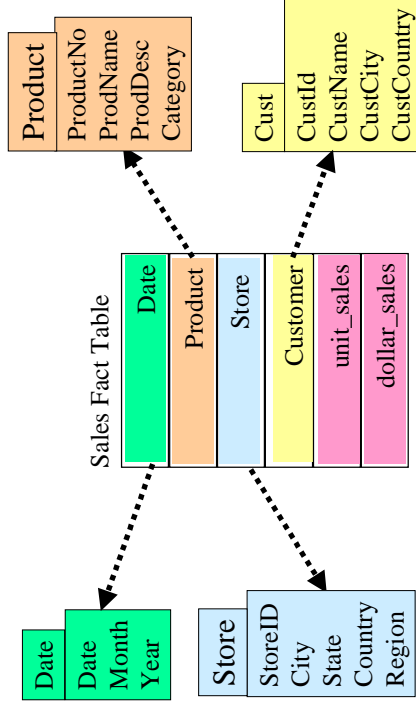 Date
Date
Month
Year
Store
StoreID
City
State
Country
Region
Sales Fact Table
Date
Product
Store
Customer
unit_sales
dollar_sales
Product
ProductNo
ProdName
ProdDesc
Category
Cust
CustId
CustName
CustCity
CustCountry